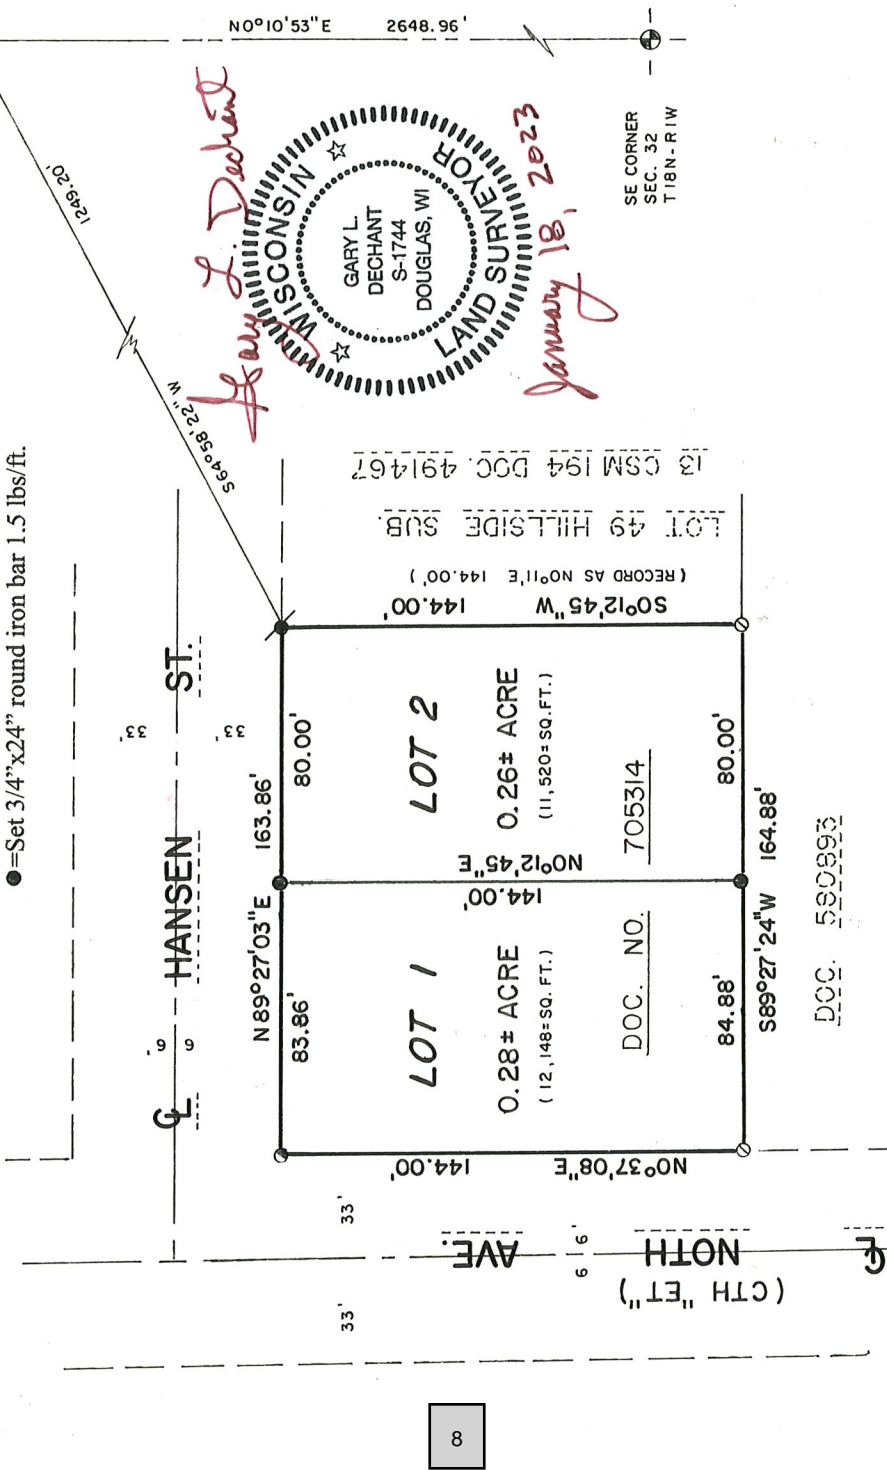 N0°10'53"E 2648.96'
1249.20'
S64°58'22" W
SE CORNER
SEC. 32
T18N-R1W
Gary L. Dechant
WISCONSIN
GARY L.
DECHANT
S-1744
DOUGLAS, WI
LAND SURVEYOR
January 18, 2023
●=Set 3/4"x24" round iron bar 1.5 lbs/ft.
LOT 49 HILLSIDE SUB.
13 CSM 194 DOC. 491467
(RECORD AS N0°11'E 144.00')
S0°12'45"W 144.00'
HANSEN ST.
33'
33'
6'
6
℄
N89°27'03"E 163.86'
83.86'
80.00'
LOT 1
0.28± ACRE
(12,148± SQ. FT.)
LOT 2
0.26± ACRE
(11,520± SQ. FT.)
N0°12'45"E
144.00'
DOC. NO. 705314
84.88'
80.00'
S89°27'24"W 164.88'
DOC. 580893
N0°37'08"E 144.00'
33'
33'
NOTH AVE.
6'
6
(CTH "ET")
℄
8